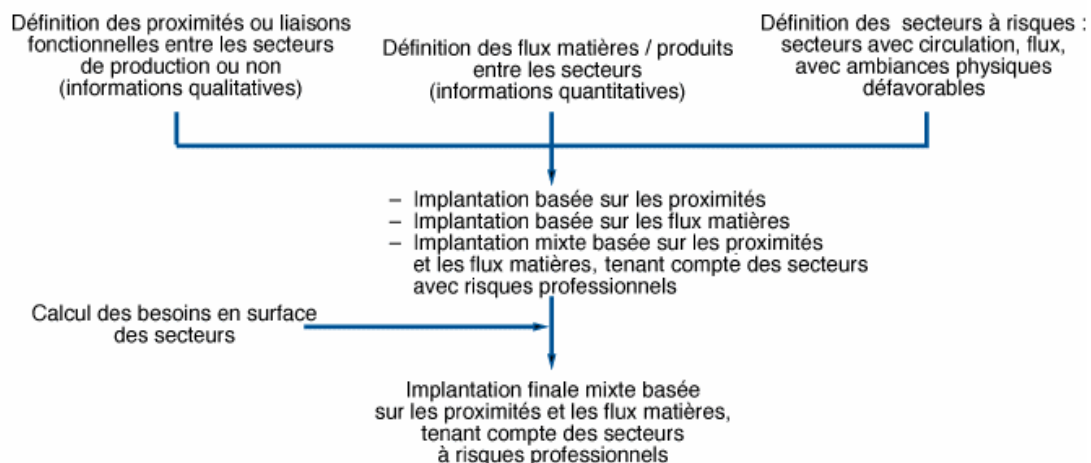 Définition des proximités ou liaisons
fonctionnelles entre les secteurs
de production ou non
(informations qualitatives)
Définition des flux matières / produits
entre les secteurs
(informations quantitatives)
Définition des secteurs à risques :
secteurs avec circulation, flux,
avec ambiances physiques
défavorables
– Implantation basée sur les proximités
– Implantation basée sur les flux matières
– Implantation mixte basée sur les proximités
et les flux matières, tenant compte des secteurs
avec risques professionnels
Calcul des besoins en surface
des secteurs
Implantation finale mixte basée
sur les proximités et les flux matières,
tenant compte des secteurs
à risques professionnels